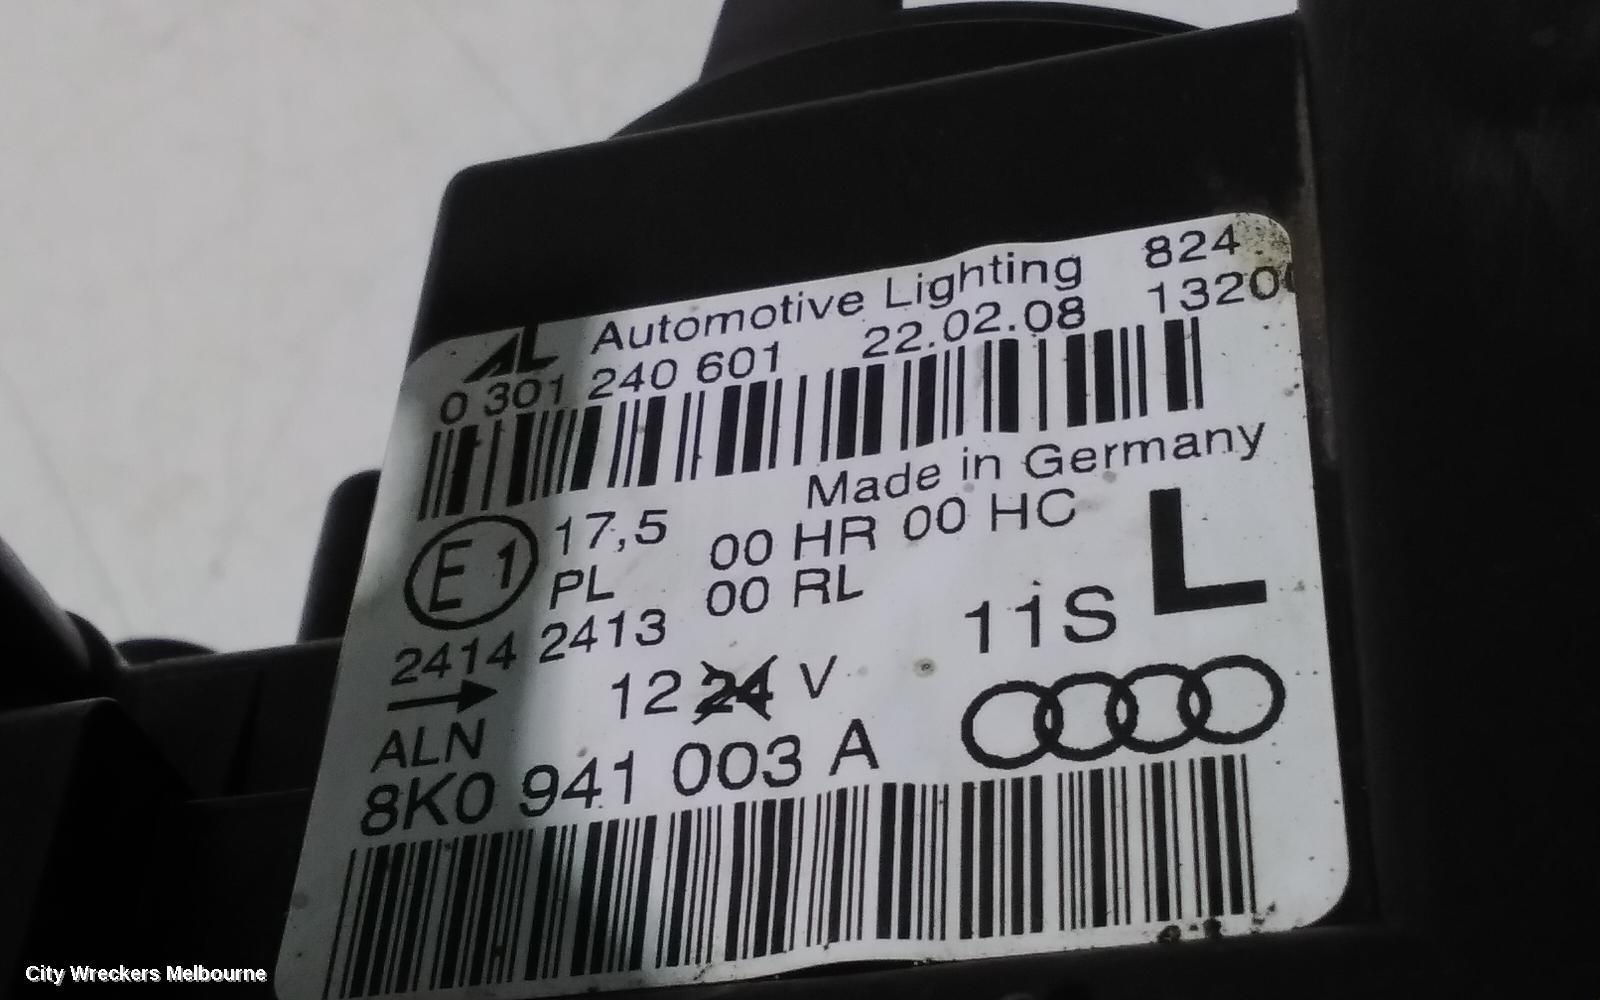 AL Automotive Lighting 824
0 301 240 601 22.02.08 1320
Made in Germany
E1 17,5 00 HR 00 HC
PL 00 RL
2414 2413 11S L
12 24 V
ALN
8K0 941 003 A
City Wreckers Melbourne